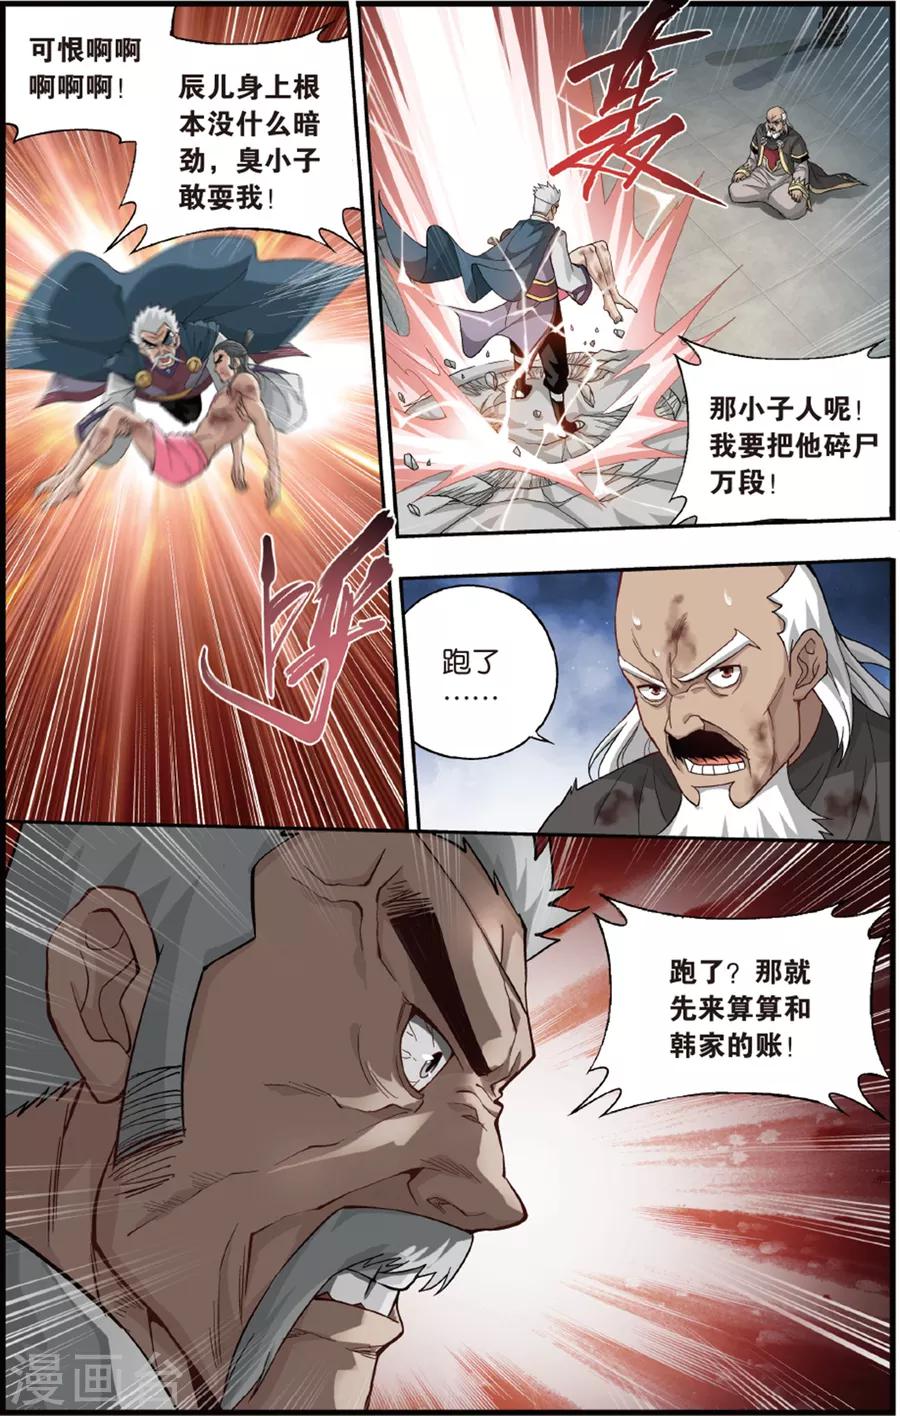 可恨啊啊
啊啊啊！
辰儿身上根
本没什么暗
劲，臭小子
敢耍我！
轰
那小子人呢！
我要把他碎尸
万段！
呼
跑了
……
跑了？那就
先来算算和
韩家的账！
漫画台